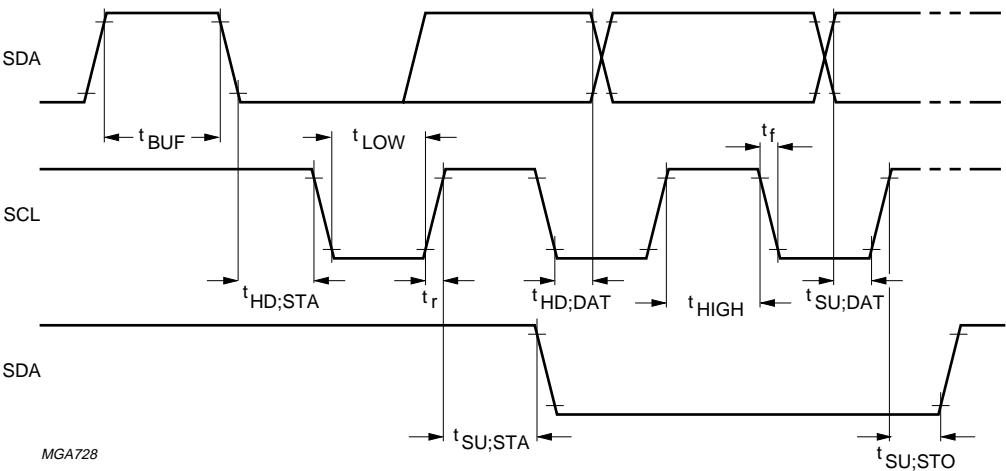 SDA
t BUF
t LOW
t f
SCL
t HD;STA
t r
t HD;DAT
t HIGH
t SU;DAT
SDA
t SU;STA
t SU;STO
MGA728